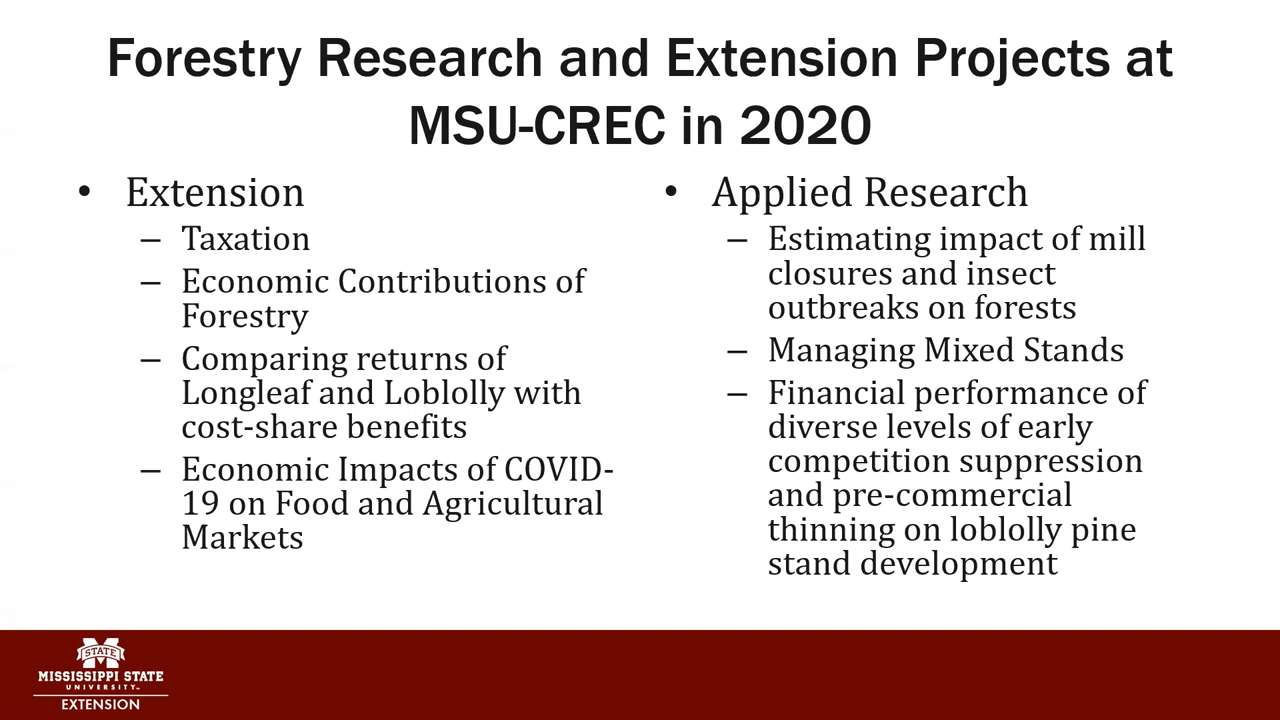 Forestry Research and Extension Projects at
MSU-CREC in 2020
• Extension
– Taxation
– Economic Contributions of
Forestry
– Comparing returns of
Longleaf and Loblolly with
cost-share benefits
– Economic Impacts of COVID-
19 on Food and Agricultural
Markets
• Applied Research
– Estimating impact of mill
closures and insect
outbreaks on forests
– Managing Mixed Stands
– Financial performance of
diverse levels of early
competition suppression
and pre-commercial
thinning on loblolly pine
stand development
STATE
MISSISSIPPI STATE
UNIVERSITY™
EXTENSION